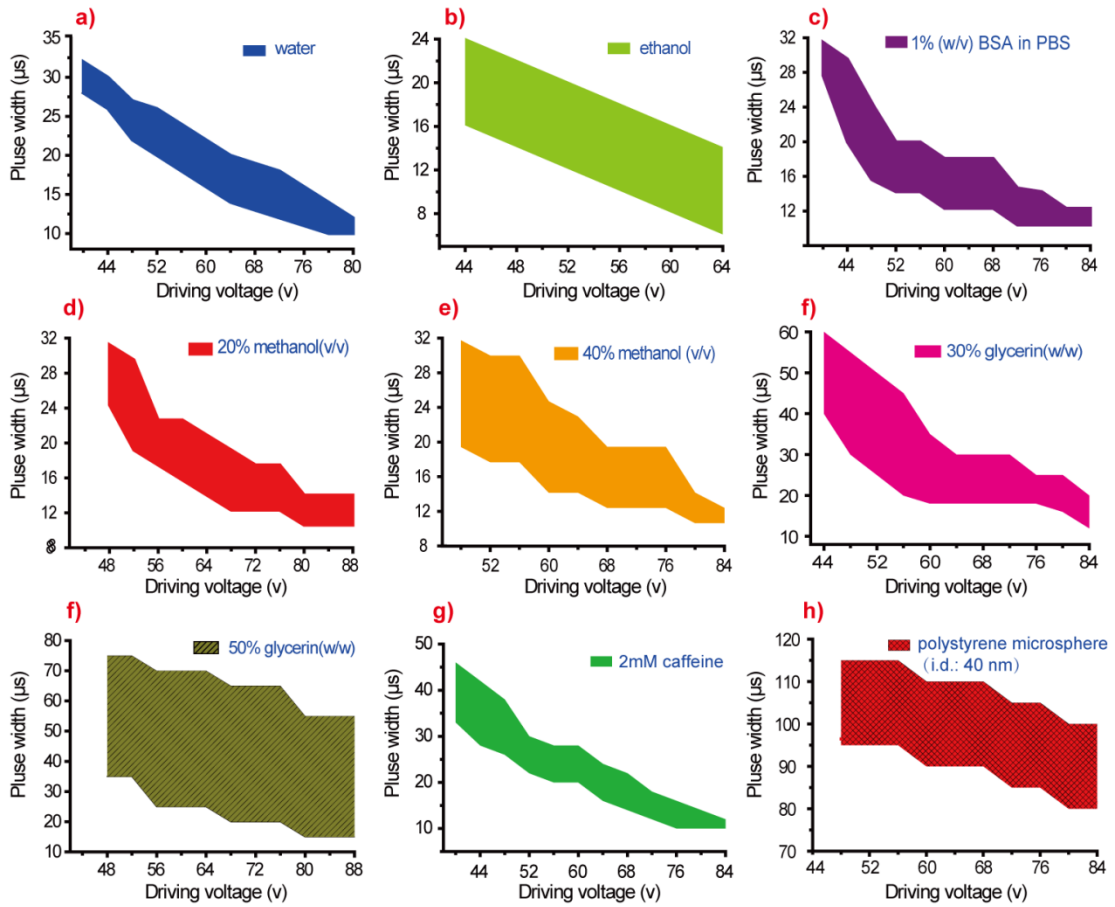 a)
water
Pluse width (μs)
35
30
25
20
15
10
44 52 60 68 72 80
Driving voltage (v)
b)
ethanol
Pluse width (μs)
24
20
16
12
8
44 48 52 56 60 64
Driving voltage (v)
c)
1% (w/v) BSA in PBS
Pluse width (μs)
28
24
20
16
12
44 52 60 68 76 84
Driving voltage (v)
d)
20% methanol(v/v)
Pluse width (μs)
32
28
24
20
16
12
8
48 56 64 72 80 88
Driving voltage (v)
e)
40% methanol (v/v)
Pluse width (μs)
32
28
24
20
16
12
8
52 60 68 76 84
Driving voltage (v)
f)
30% glycerin(w/w)
Pluse width (μs)
60
50
40
30
20
10
44 48 52 56 60 64 68 72 76 80 84
Driving voltage (v)
f)
50% glycerin(w/w)
Pluse width (μs)
80
70
60
50
40
30
20
10
48 56 64 72 80 88
Driving voltage (v)
g)
2mM caffeine
Pluse width (μs)
50
40
30
20
10
44 52 60 68 76 84
Driving voltage (v)
h)
polystyrene microsphere
(i.d.: 40 nm)
Pluse width (μs)
120
110
100
90
80
70
44 52 60 68 76 84
Driving voltage (v)